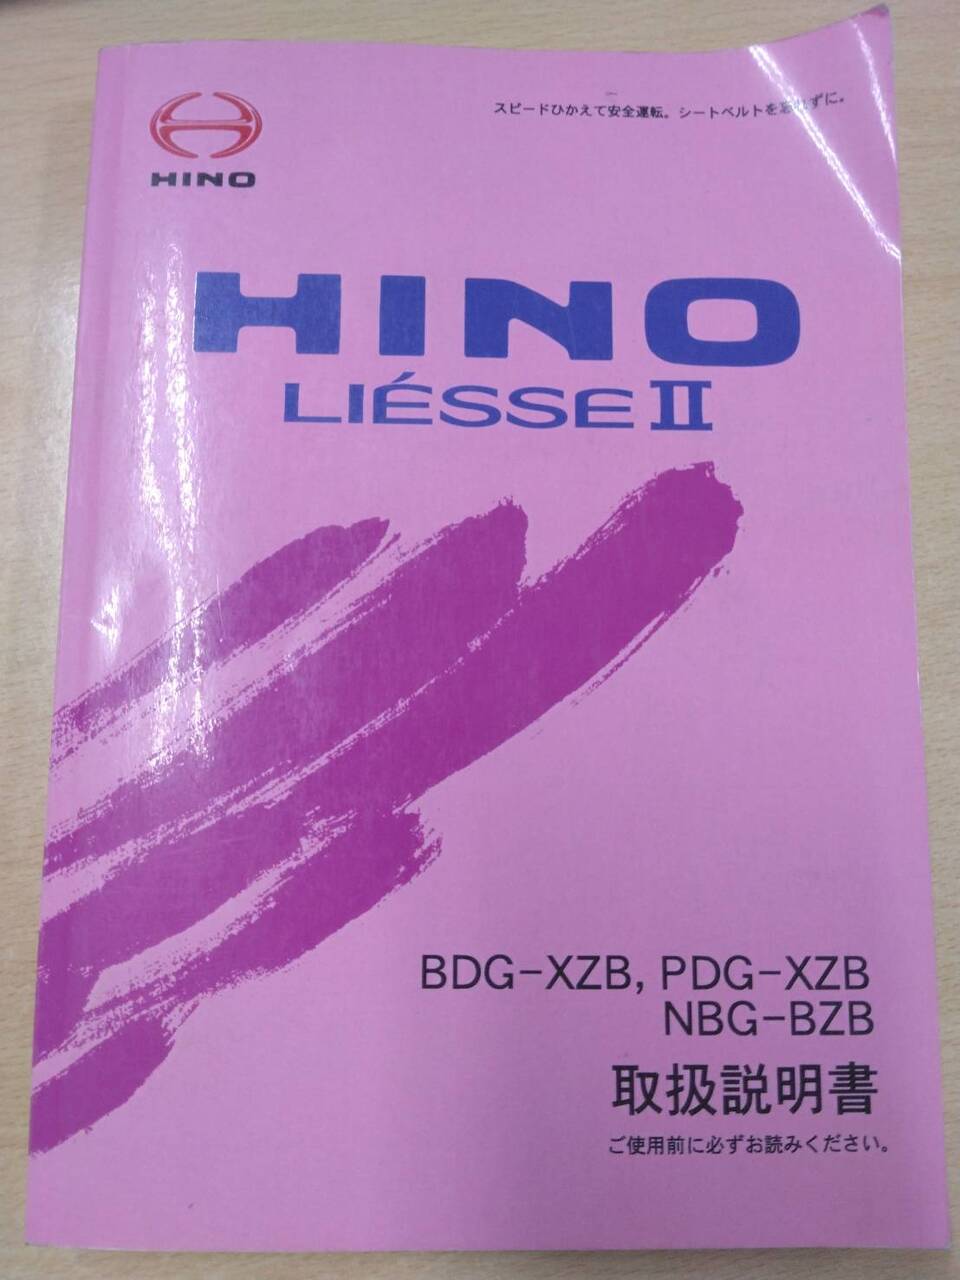 スピードひかえて安全運転。シートベルトを忘れずに。
HINO
HINO
LIÉSSE II
BDG-XZB, PDG-XZB
NBG-BZB
取扱説明書
ご使用前に必ずお読みください。